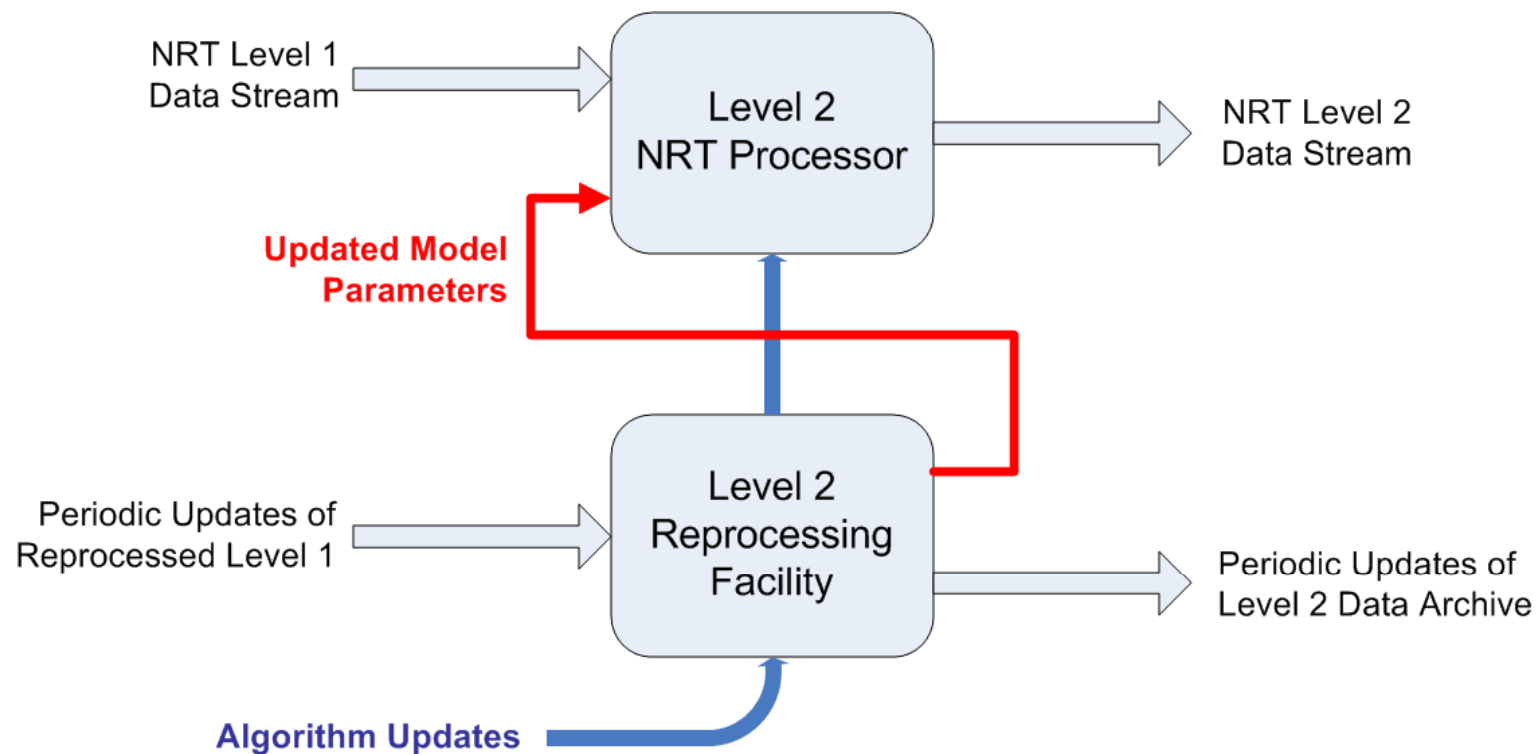 NRT Level 1
Data Stream
Level 2
NRT Processor
NRT Level 2
Data Stream
Updated Model
Parameters
Periodic Updates of
Reprocessed Level 1
Level 2
Reprocessing
Facility
Periodic Updates of
Level 2 Data Archive
Algorithm Updates